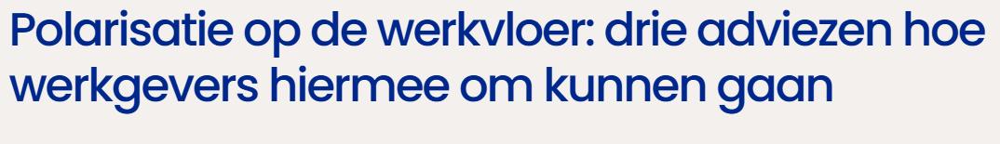 Polarisatie op de werkvloer: drie adviezen hoe
werkgevers hiermee om kunnen gaan